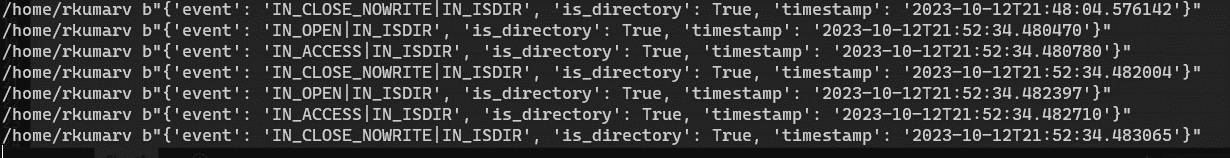 /home/rkumarv b"{'event': 'IN_CLOSE_NOWRITE|IN_ISDIR', 'is_directory': True, 'timestamp': '2023-10-12T21:48:04.576142'}"
/home/rkumarv b"{'event': 'IN_OPEN|IN_ISDIR', 'is_directory': True, 'timestamp': '2023-10-12T21:52:34.480470'}"
/home/rkumarv b"{'event': 'IN_ACCESS|IN_ISDIR', 'is_directory': True, 'timestamp': '2023-10-12T21:52:34.480780'}"
/home/rkumarv b"{'event': 'IN_CLOSE_NOWRITE|IN_ISDIR', 'is_directory': True, 'timestamp': '2023-10-12T21:52:34.482004'}"
/home/rkumarv b"{'event': 'IN_OPEN|IN_ISDIR', 'is_directory': True, 'timestamp': '2023-10-12T21:52:34.482397'}"
/home/rkumarv b"{'event': 'IN_ACCESS|IN_ISDIR', 'is_directory': True, 'timestamp': '2023-10-12T21:52:34.482710'}"
/home/rkumarv b"{'event': 'IN_CLOSE_NOWRITE|IN_ISDIR', 'is_directory': True, 'timestamp': '2023-10-12T21:52:34.483065'}"